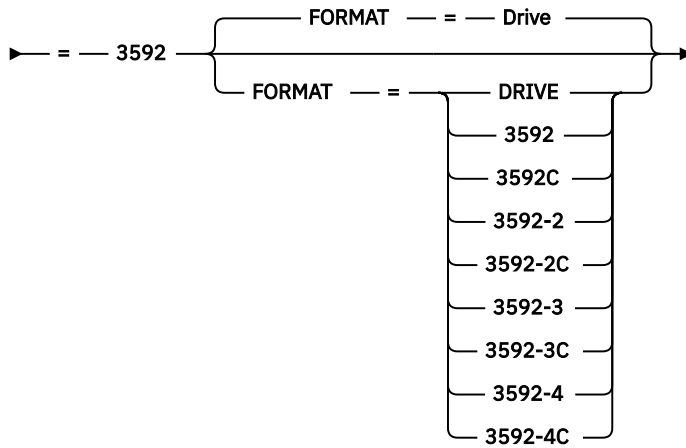 FORMAT = Drive
= 3592
FORMAT = DRIVE
3592
3592C
3592-2
3592-2C
3592-3
3592-3C
3592-4
3592-4C